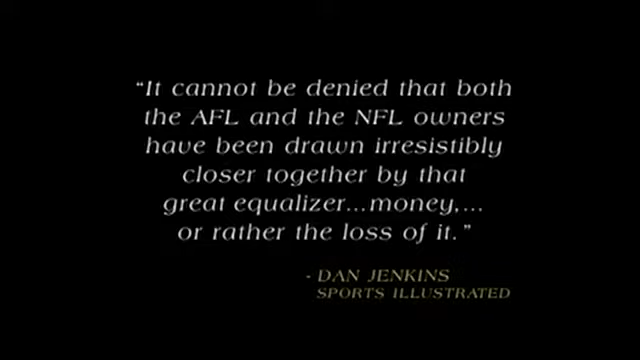 “It cannot be denied that both
the AFL and the NFL owners
have been drawn irresistibly
closer together by that
great equalizer...money,...
or rather the loss of it.”
- DAN JENKINS
SPORTS ILLUSTRATED